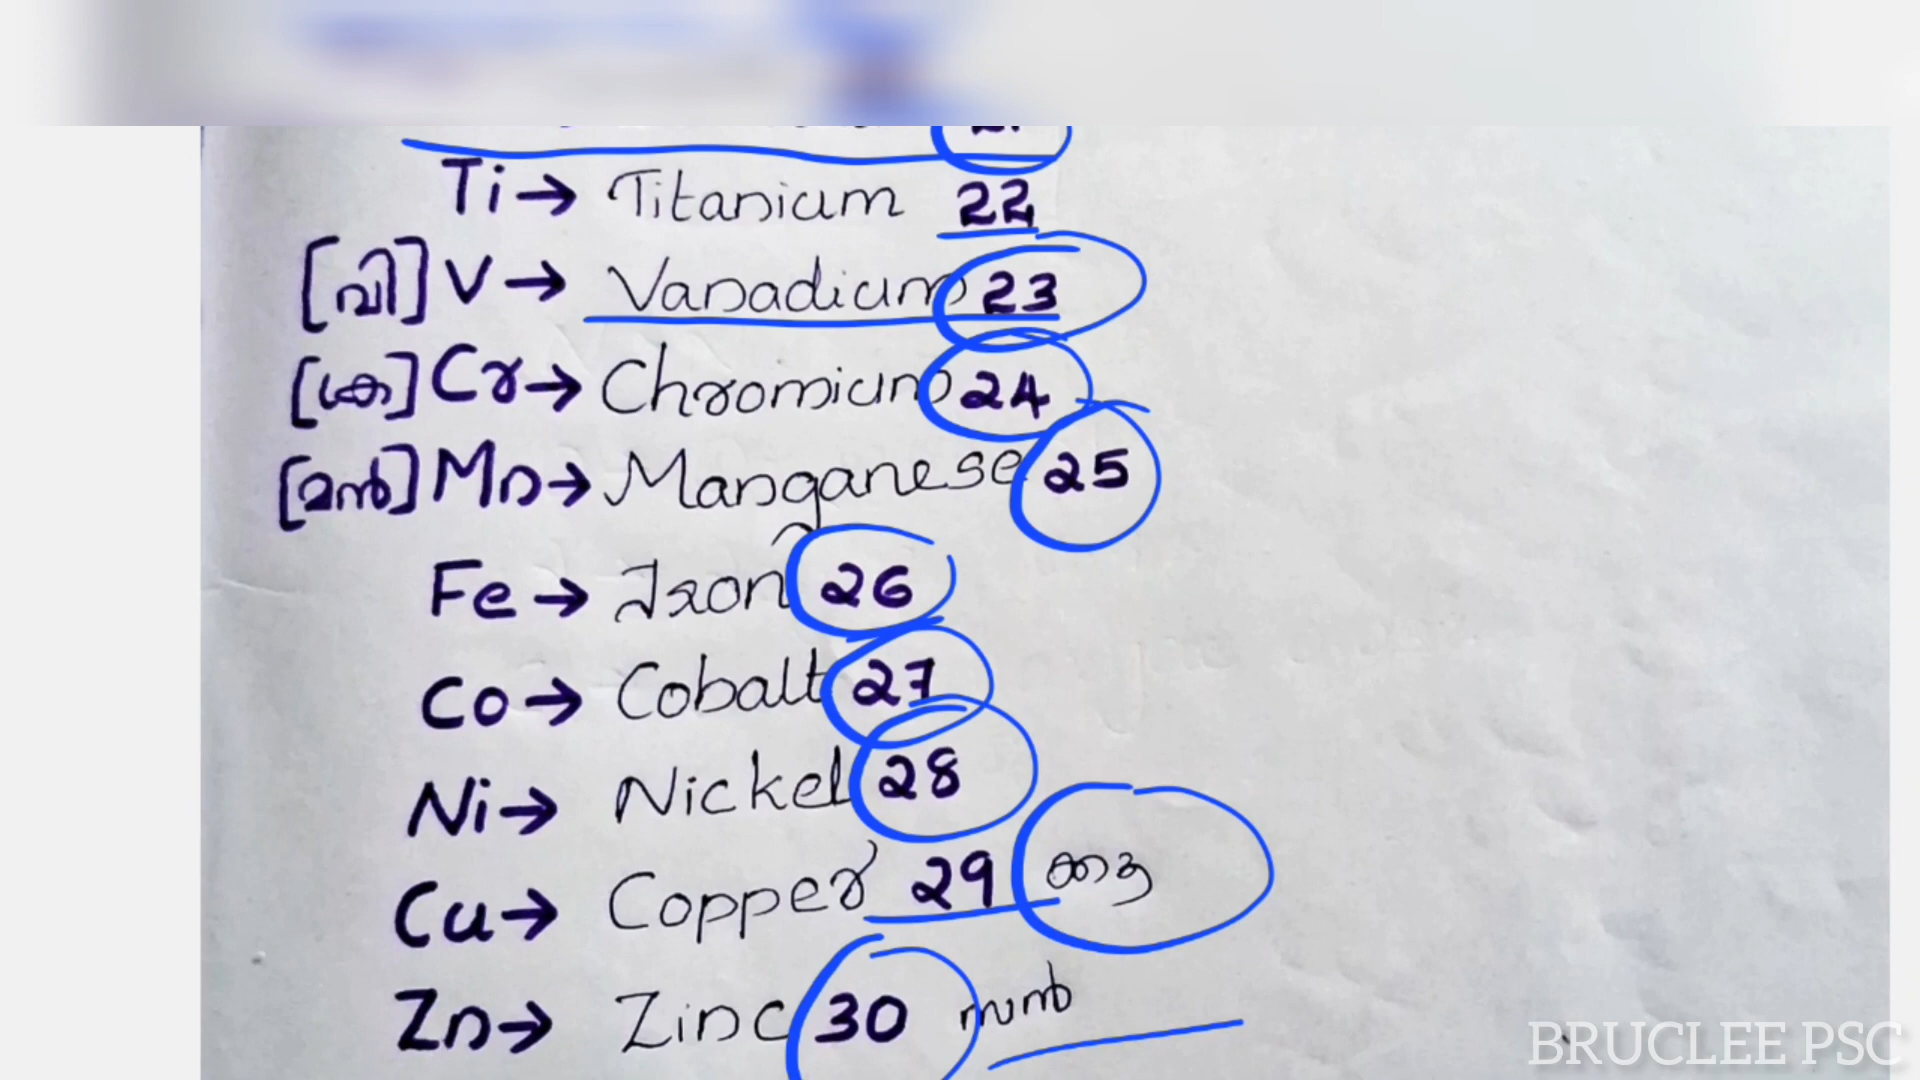 Ti → Titanium 22
[വി] V → Vanadium 23
[ക്ര] Cr → Chromium 24
[മൻ] Mn → Manganese 25
Fe → Iron 26
Co → Cobalt 27
Ni → Nickel 28
Cu → Copper 29
Zn → Zinc 30
BRUCLEE PSC